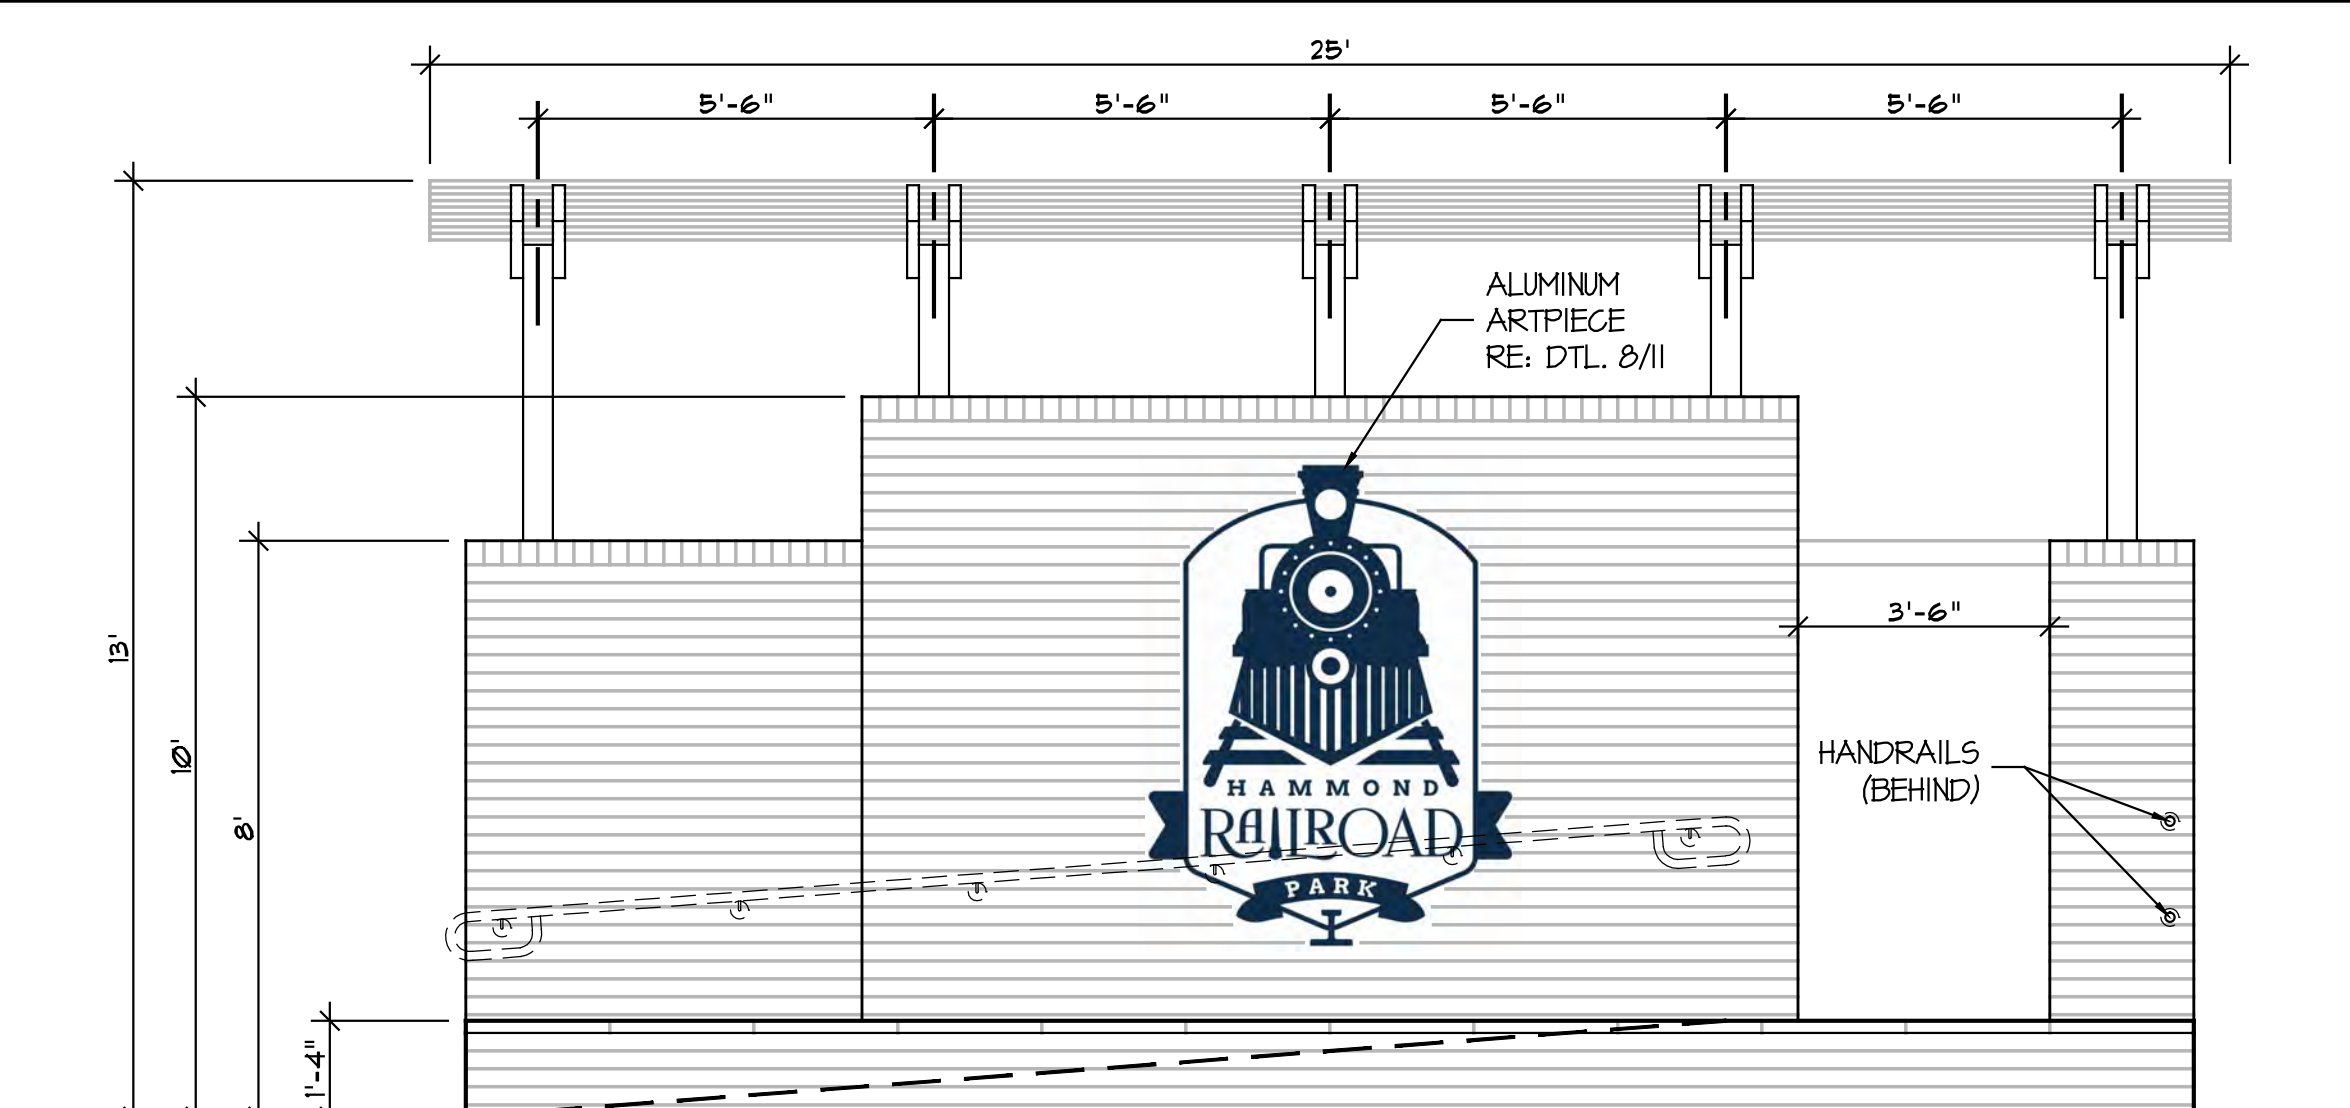 25'
5'-6"
5'-6"
5'-6"
5'-6"
ALUMINUM
ARTPIECE
RE: DTL. 8/11
3'-6"
13'
10'
8'
HANDRAILS
(BEHIND)
HAMMOND
RAILROAD
PARK
1'-4"